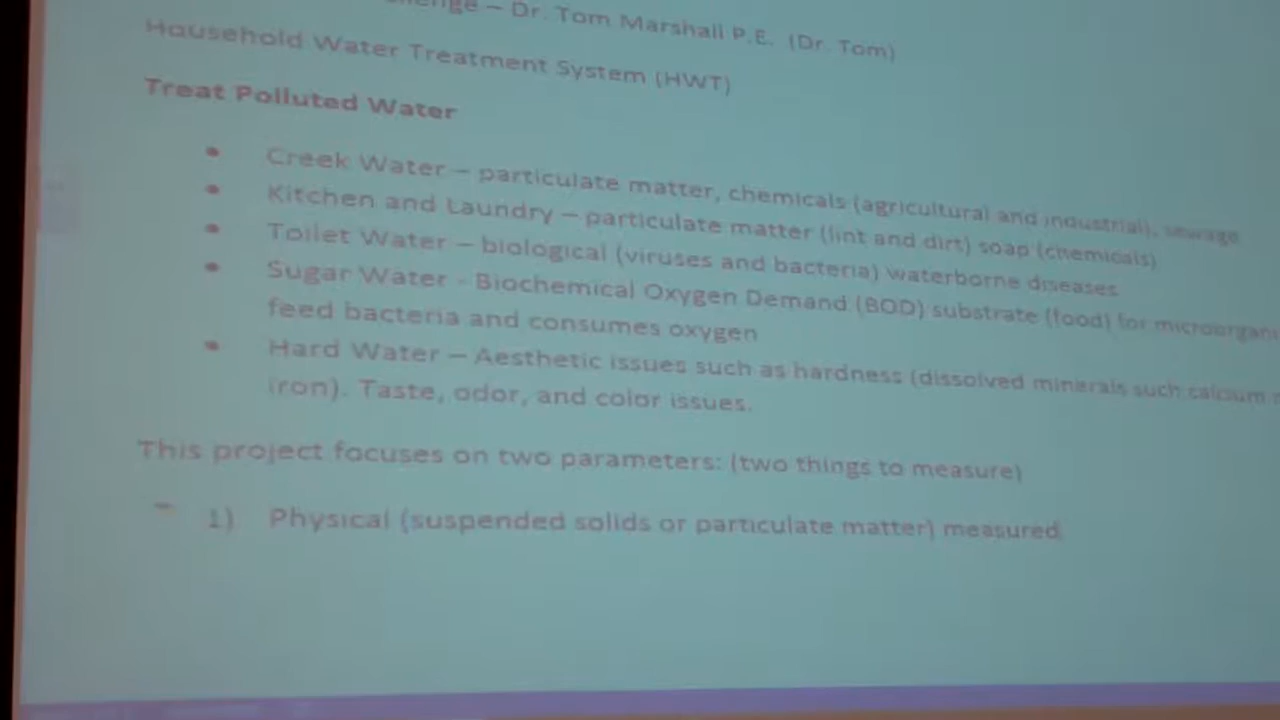 – Dr. Tom Marshall P.E. (Dr. Tom)
Household Water Treatment System (HWT)
Treat Polluted Water
• Creek Water – particulate matter, chemicals (agricultural and industrial), sewage
• Kitchen and Laundry – particulate matter (lint and dirt) soap (chemicals)
• Toilet Water – biological (viruses and bacteria) waterborne diseases
• Sugar Water - Biochemical Oxygen Demand (BOD) substrate (food) for
feed bacteria and consumes oxygen
• Hard Water – Aesthetic issues such as hardness (dissolved minerals such calcium
iron). Taste, odor, and color issues.
This project focuses on two parameters: (two things to measure)
1) Physical (suspended solids or particulate matter) measured